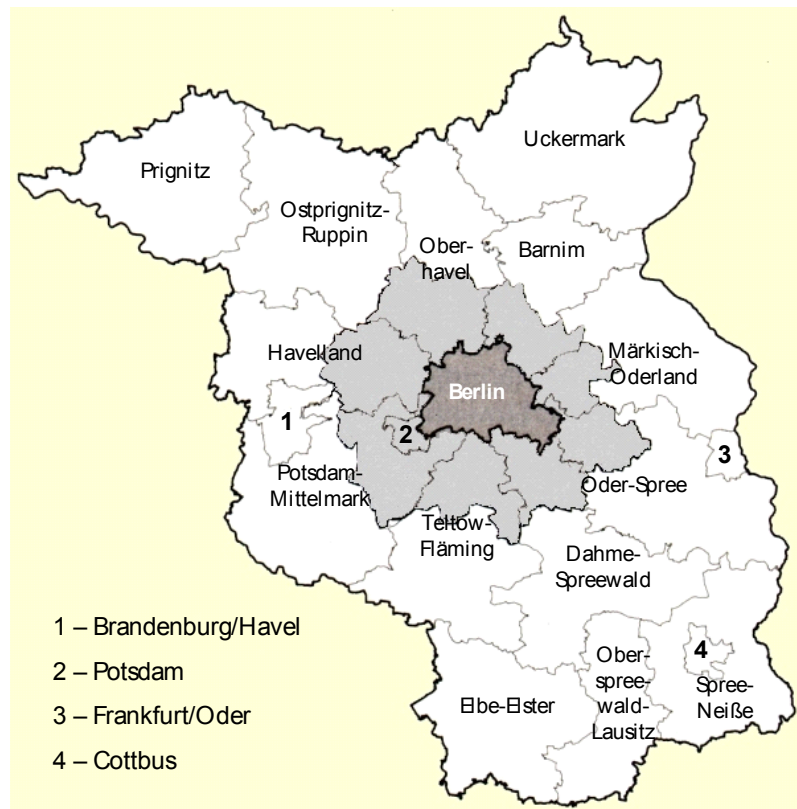 Uckermark
Prignitz
Ostprignitz-
Ruppin
Ober-
havel
Barnim
Havelland
Märkisch-
Oderland
Berlin
1
2
3
Potsdam-
Mittelmark
Oder-Spree
Teltow-
Fläming
Dahme-
Spreewald
1 – Brandenburg/Havel
2 – Potsdam
3 – Frankfurt/Oder
4 – Cottbus
Elbe-Elster
Ober-
spree-
wald-
Lausitz
4
Spree-
Neiße